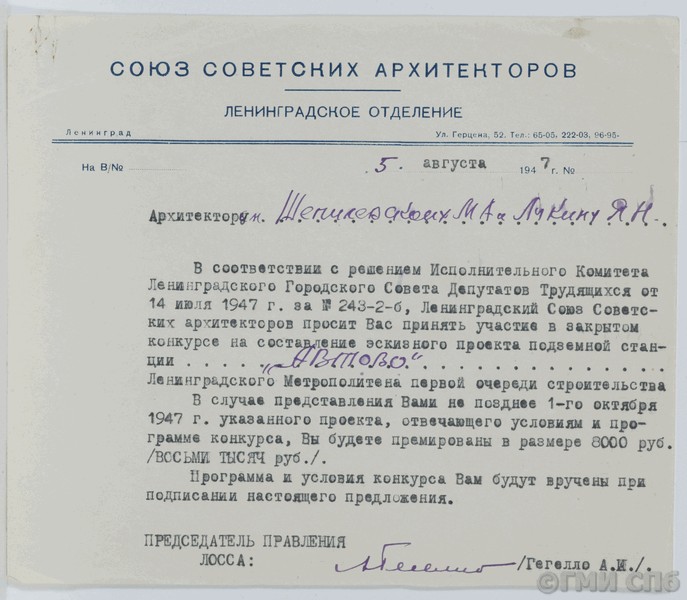 СОЮЗ СОВЕТСКИХ АРХИТЕКТОРОВ
ЛЕНИНГРАДСКОЕ ОТДЕЛЕНИЕ
Ленинград Ул. Герцена, 52. Тел.: 65-05, 222-03, 96-95
На В/№ 5. августа 1947 г. №
Архитектору М.А. и Лукину Я.Н.
В соответствии с решением Исполнительного Комитета
Ленинградского Городского Совета Депутатов Трудящихся от
14 июля 1947 г. за № 243-2-б, Ленинградский Союз Советс-
ких архитекторов просит Вас принять участие в закрытом
конкурсе на составление эскизного проекта подземной стан-
ции . . . . . „Автово" . . . . . . . . . . . . . . .
Ленинградского Метрополитена первой очереди строительства
В случае представления Вами не позднее 1-го октября
1947 г. указанного проекта, отвечающего условиям и про-
грамме конкурса, Вы будете премированы в размере 8000 руб.
/ВОСЬМИ ТЫСЯЧ руб./.
Программа и условия конкурса Вам будут вручены при
подписании настоящего предложения.
ПРЕДСЕДАТЕЛЬ ПРАВЛЕНИЯ
ЛОССА: А Гегелло /Гегелло А.И./.
©ГМИ СПб